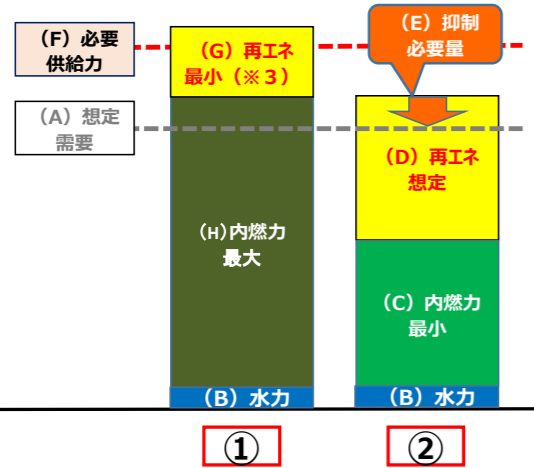 (F)必要
供給力
(G)再エネ
最小(※3)
(E)抑制
必要量
(A)想定
需要
(D)再エネ
想定
(H)内燃力
最大
(C)内燃力
最小
(B)水力
(B)水力
①
②